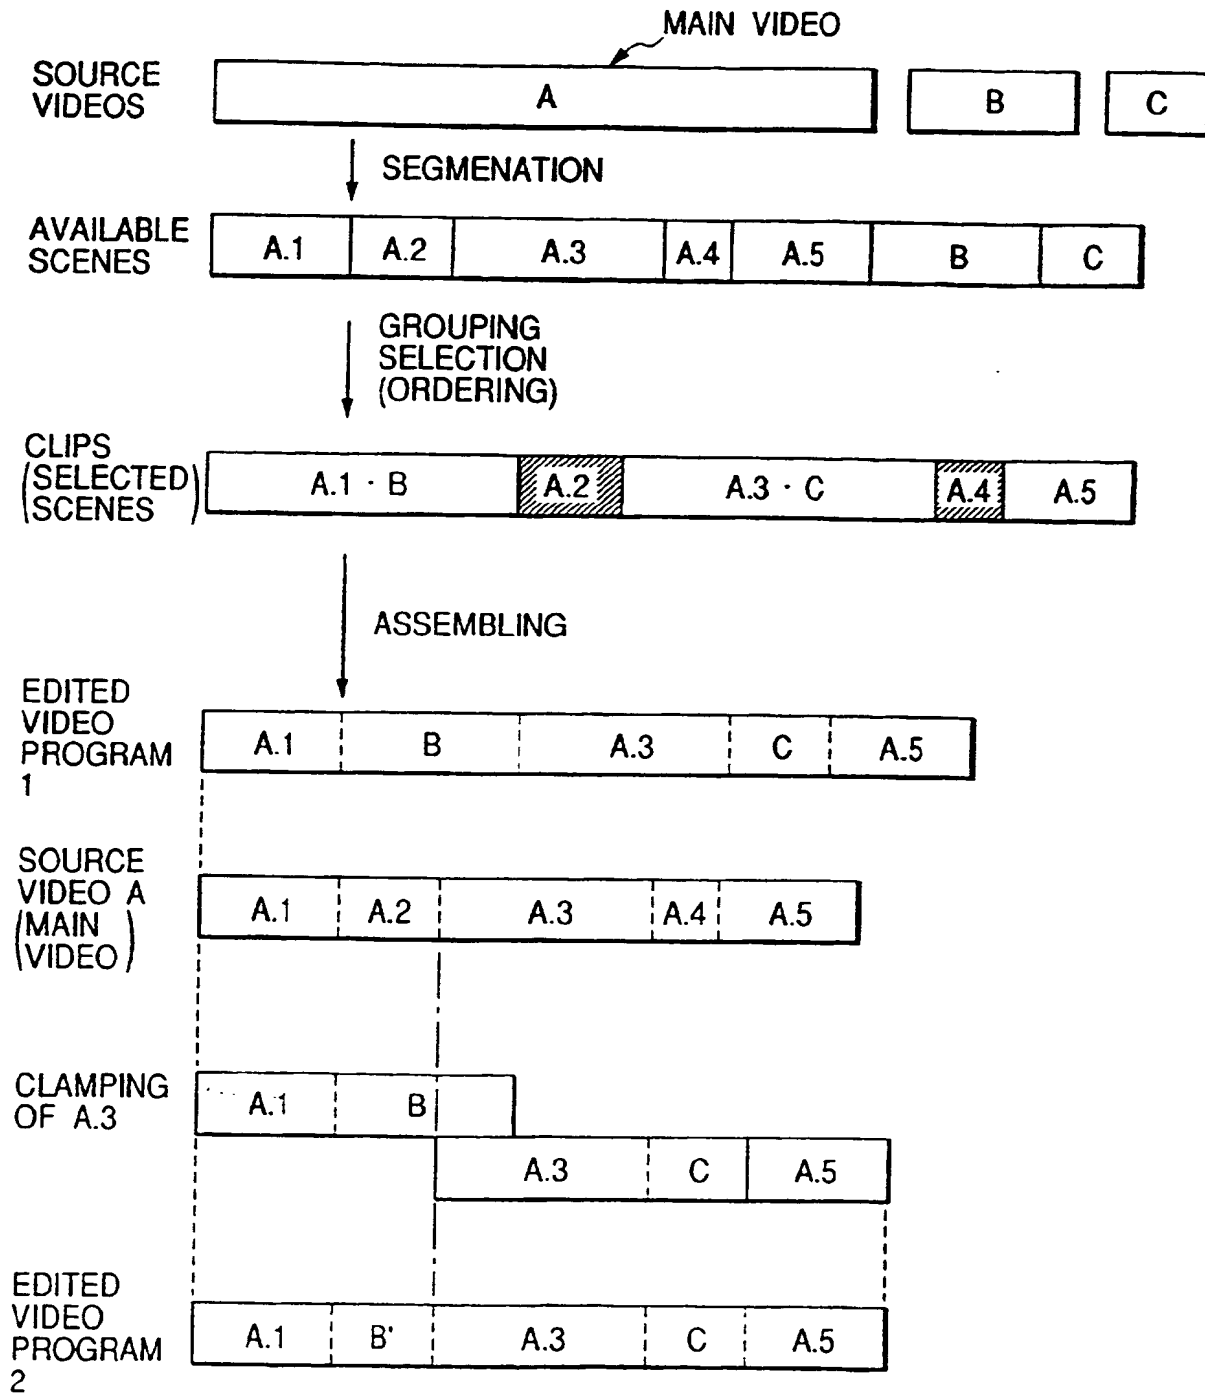 MAIN VIDEO
SOURCE
VIDEOS
A
B
C
SEGMENATION
AVAILABLE
SCENES
A.1
A.2
A.3
A.4
A.5
B
C
GROUPING
SELECTION
(ORDERING)
CLIPS
(SELECTED)
SCENES
A.1 · B
A.2
A.3 · C
A.4
A.5
ASSEMBLING
EDITED
VIDEO
PROGRAM
1
A.1
B
A.3
C
A.5
SOURCE
VIDEO A
(MAIN
VIDEO)
A.1
A.2
A.3
A.4
A.5
CLAMPING
OF A.3
A.1
B
A.3
C
A.5
EDITED
VIDEO
PROGRAM
2
A.1
B'
A.3
C
A.5